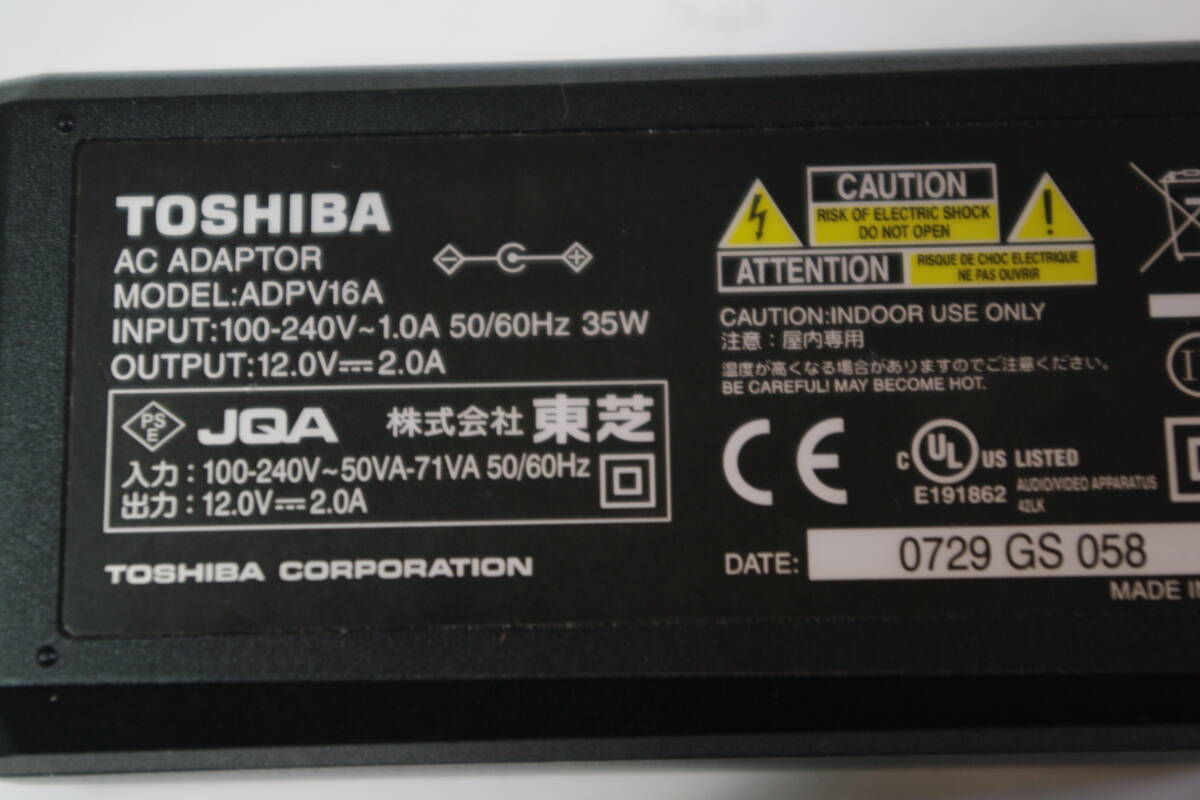 TOSHIBA
AC ADAPTOR
MODEL:ADPV16A
INPUT:100-240V~1.0A 50/60Hz 35W
OUTPUT:12.0V⎓2.0A
PSE JQA 株式会社 東芝
入力:100-240V~50VA-71VA 50/60Hz
出力:12.0V⎓2.0A
TOSHIBA CORPORATION
CAUTION
RISK OF ELECTRIC SHOCK
DO NOT OPEN
ATTENTION
RISQUE DE CHOC ELECTRIQUE
NE PAS OUVRIR
CAUTION:INDOOR USE ONLY
注意:屋内専用
温度が高くなる場合がありますのでご注意ください。
BE CAREFUL! MAY BECOME HOT.
CE
C UL US LISTED
E191862
AUDIO/VIDEO APPARATUS
42LK
DATE: 0729 GS 058
MADE IN